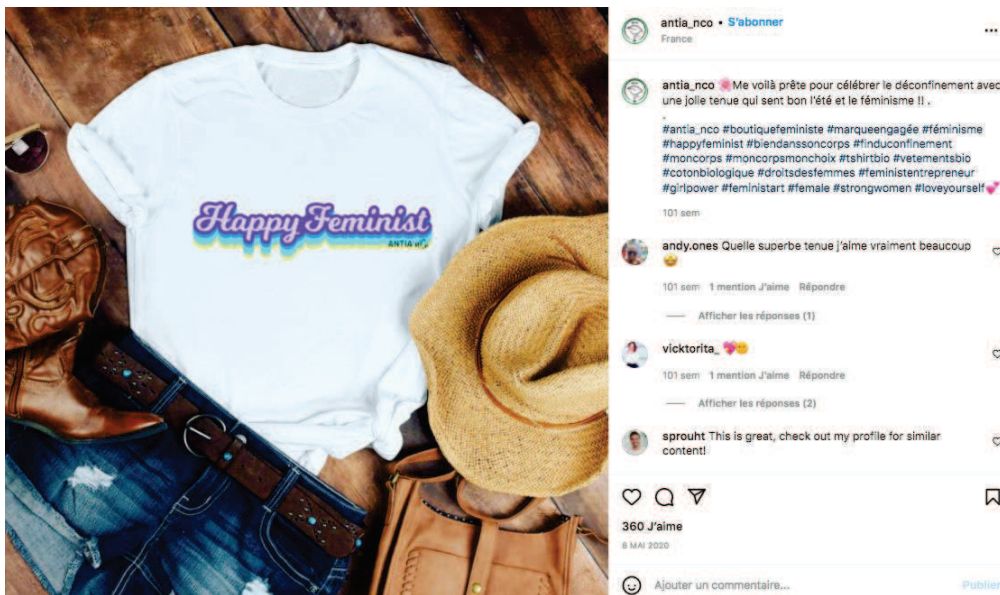 Happy Feminist
ANTIA
antia_nco • S'abonner
France
antia_nco 🌸Me voilà prête pour célébrer le déconfinement avec
une jolie tenue qui sent bon l'été et le féminisme !! .
.
#antia_nco #boutiquefeministe #marqueengagée #féminisme
#happyfeminist #biendanssoncorps #finduconfinement
#moncorps #moncorpsmonchoix #tshirtbio #vetementsbio
#cotonbiologique #droitsdesfemmes #feministentrepreneur
#girlpower #feministart #female #strongwomen #loveyourself💞
101 sem
andy.ones Quelle superbe tenue j'aime vraiment beaucoup
🤩
101 sem 1 mention J'aime Répondre
Afficher les réponses (1)
vicktorita_ 💖😊
101 sem 1 mention J'aime Répondre
Afficher les réponses (2)
sprouht This is great, check out my profile for similar
content!
360 J'aime
8 MAI 2020
Ajouter un commentaire... Publier